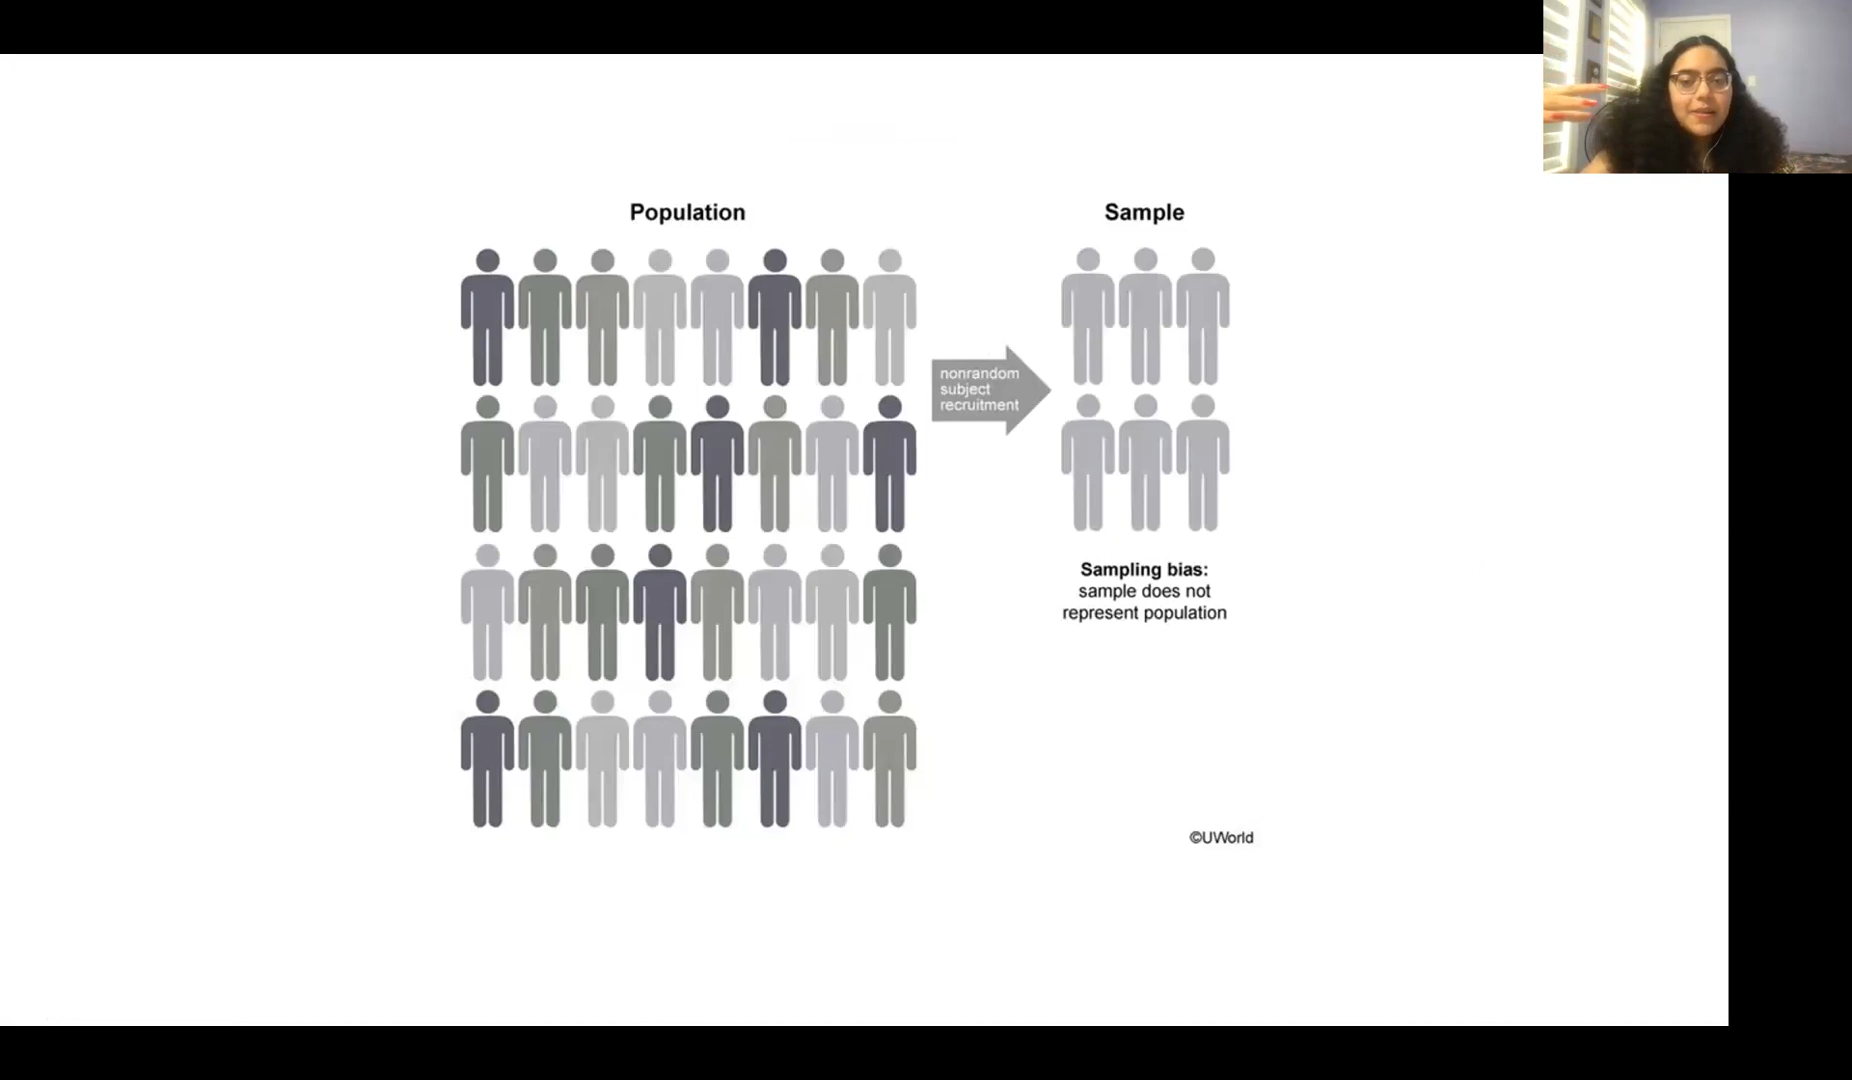 Population
Sample
nonrandom
subject
recruitment
Sampling bias:
sample does not
represent population
©UWorld